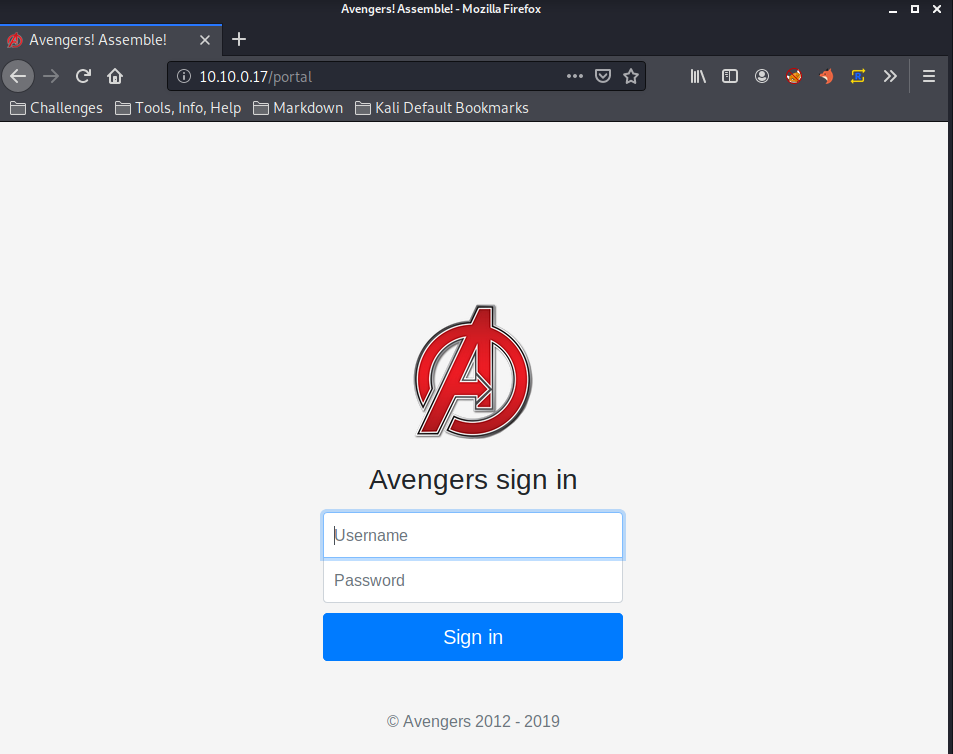 Avengers! Assemble! - Mozilla Firefox
Avengers! Assemble!
10.10.0.17/portal
Challenges Tools, Info, Help Markdown Kali Default Bookmarks
Avengers sign in
Username
Password
Sign in
© Avengers 2012 - 2019